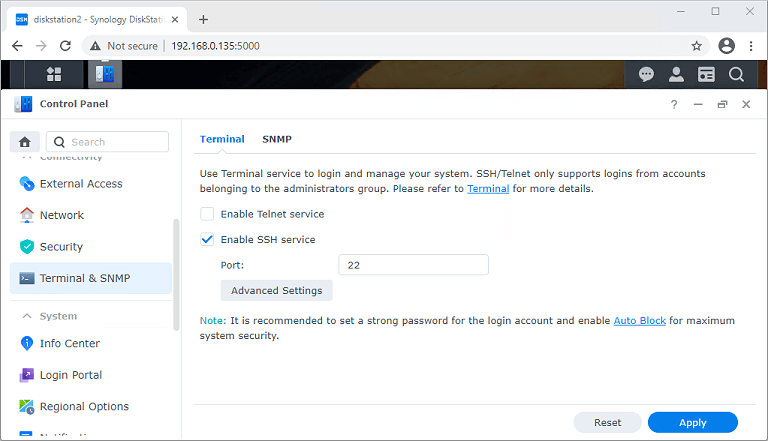 DSM diskstation2 - Synology DiskStati
Not secure 192.168.0.135:5000
Control Panel
Search
Connectivity
External Access
Network
Security
Terminal & SNMP
System
Info Center
Login Portal
Regional Options
Terminal SNMP
Use Terminal service to login and manage your system. SSH/Telnet only supports logins from accounts
belonging to the administrators group. Please refer to Terminal for more details.
Enable Telnet service
Enable SSH service
Port: 22
Advanced Settings
Note: It is recommended to set a strong password for the login account and enable Auto Block for maximum
system security.
Reset Apply